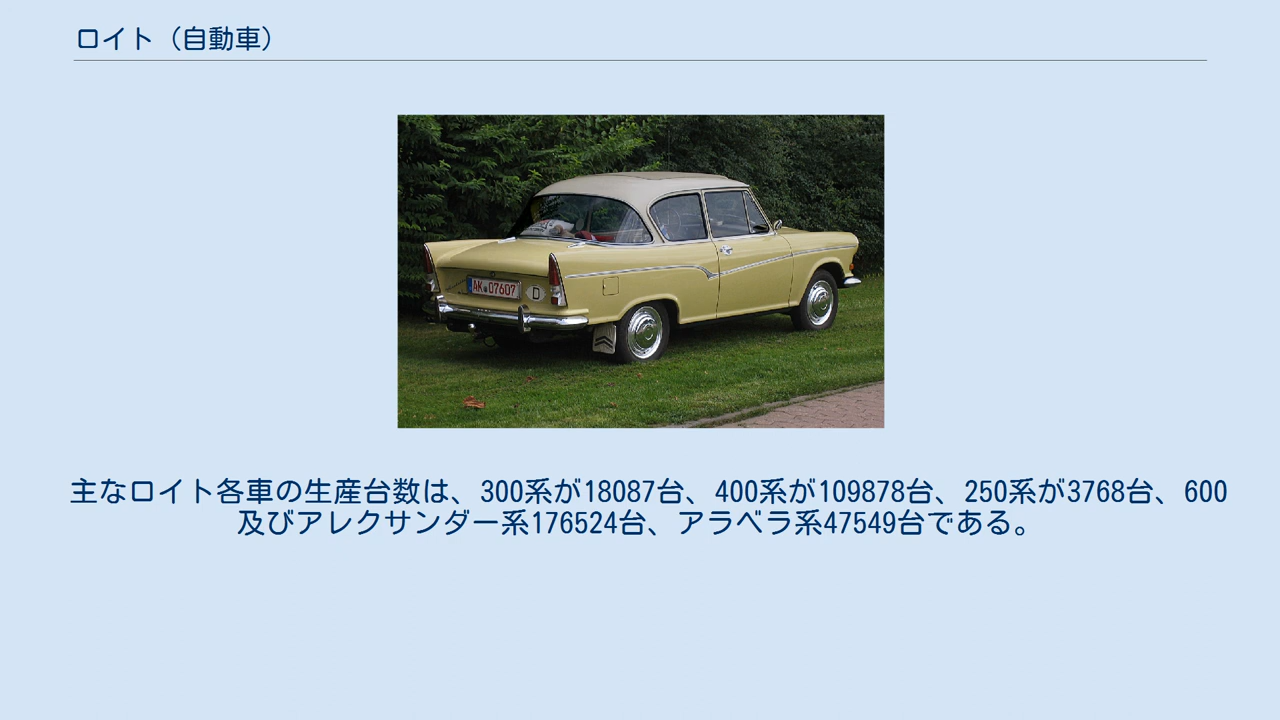 ロイト（自動車）
AK 07607
D
主なロイト各車の生産台数は、300系が18087台、400系が109878台、250系が3768台、600
及びアレクサンダー系176524台、アラベラ系47549台である。